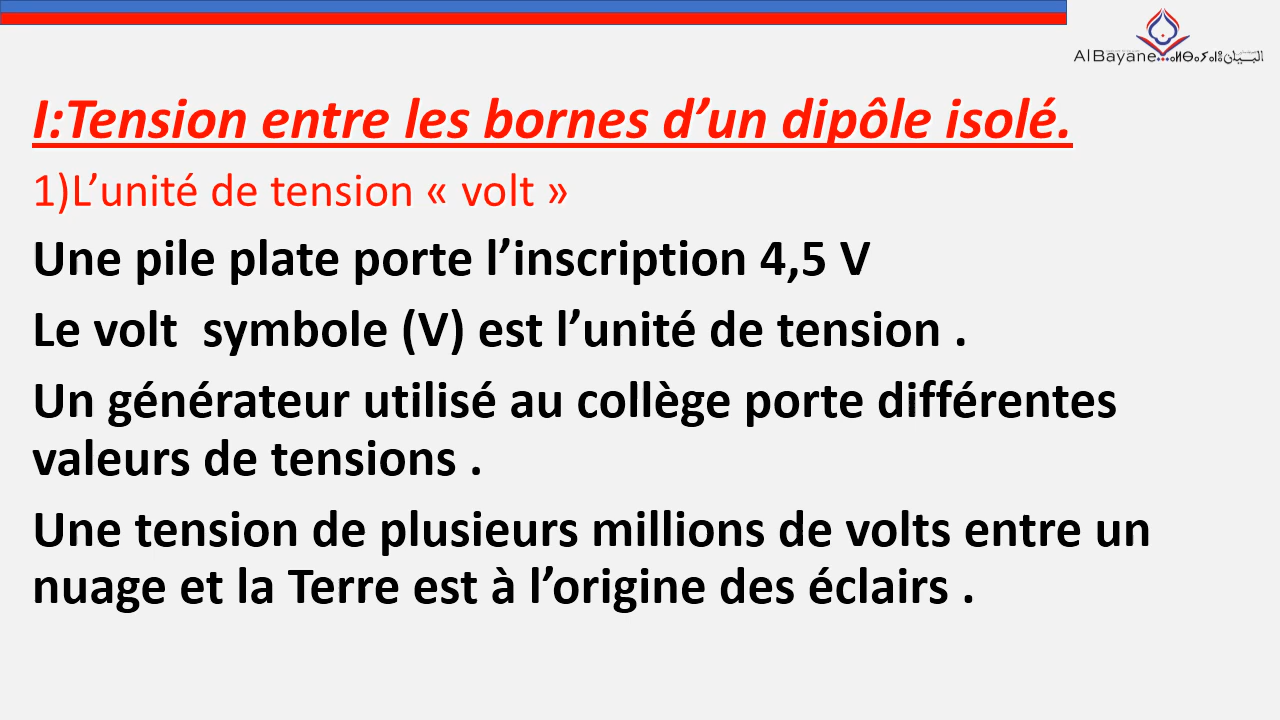 AlBayane ⴰⵍⴱⴰⵢⴰⵏ البيان
I:Tension entre les bornes d’un dipôle isolé.
1)L’unité de tension « volt »
Une pile plate porte l’inscription 4,5 V
Le volt  symbole (V) est l’unité de tension .
Un générateur utilisé au collège porte différentes
valeurs de tensions .
Une tension de plusieurs millions de volts entre un
nuage et la Terre est à l’origine des éclairs .